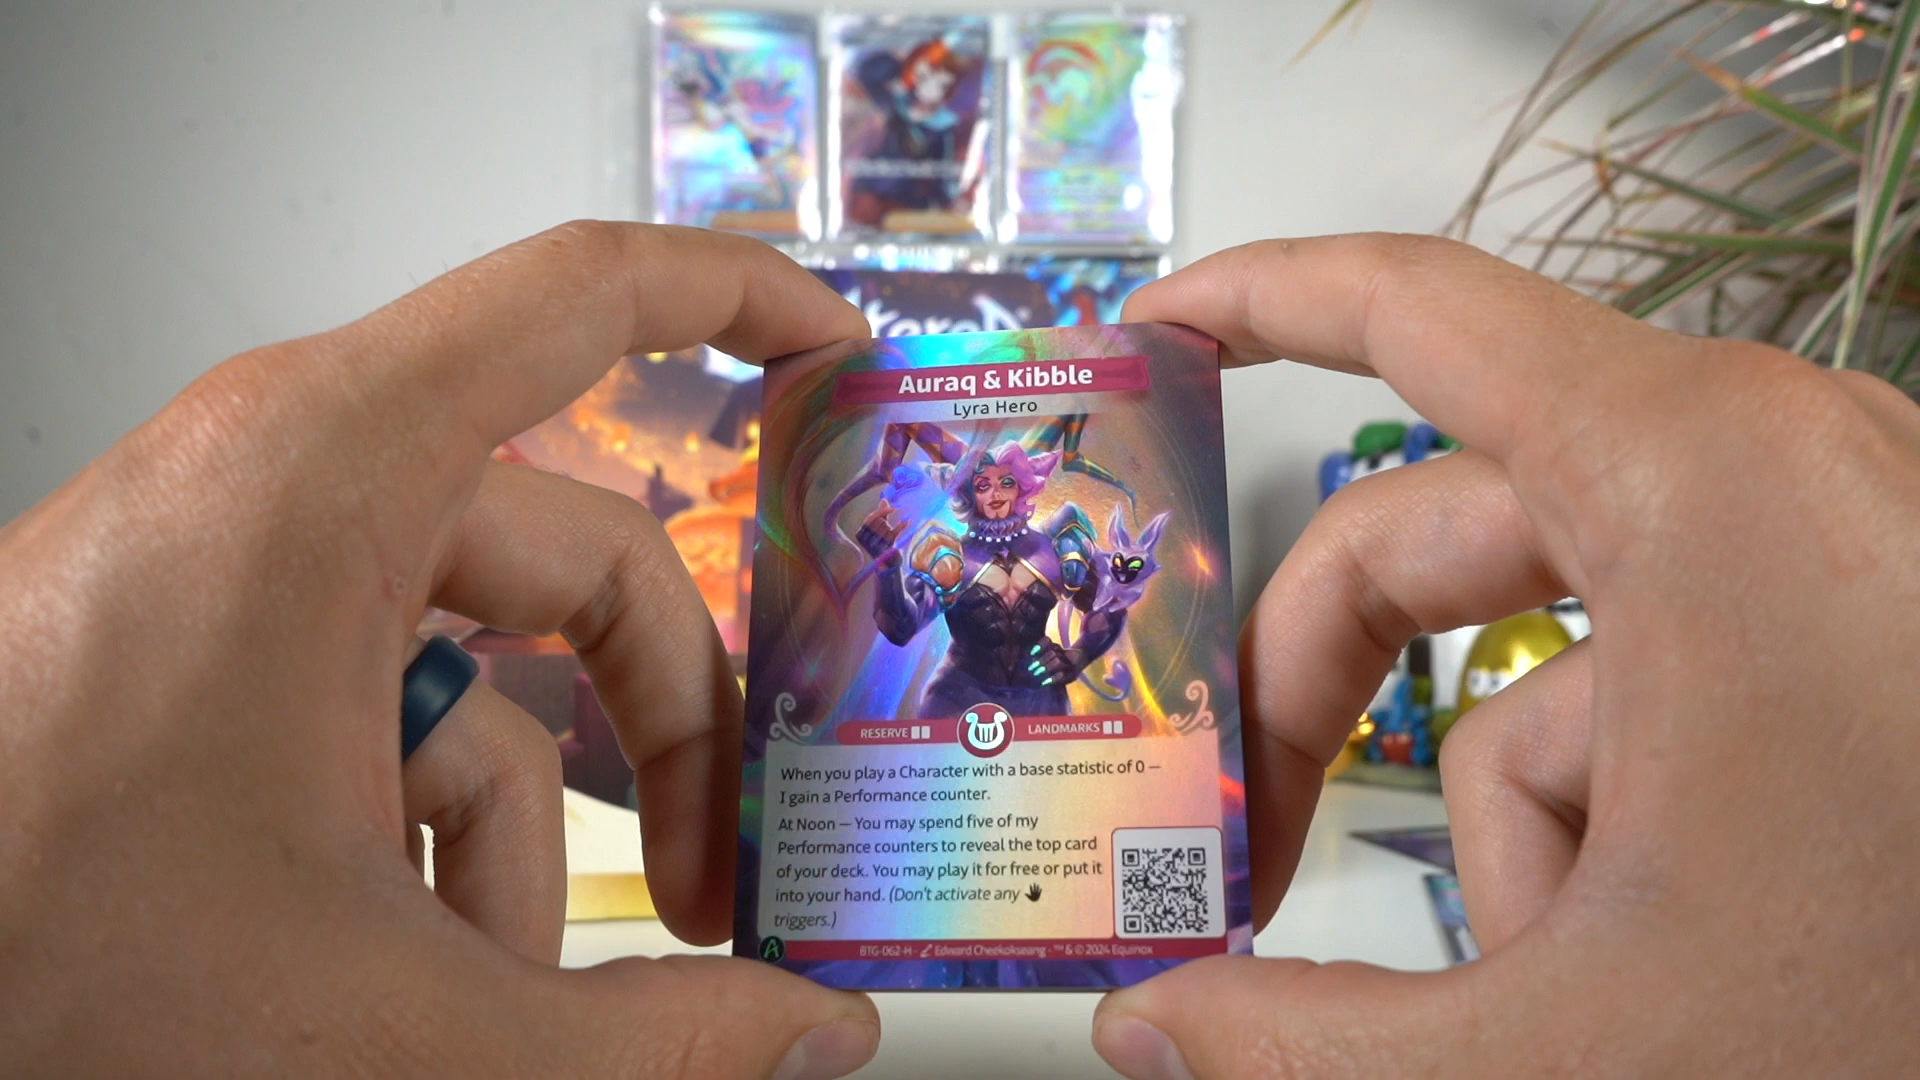 Auraq & Kibble
Lyra Hero
RESERVE
LANDMARKS
When you play a Character with a base statistic of 0 —
I gain a Performance counter.
At Noon — You may spend five of my
Performance counters to reveal the top card
of your deck. You may play it for free or put it
into your hand. (Don't activate any
triggers.)
BTG-062-H - Edward Cheekokseang - ™ & © 2024 Equinox